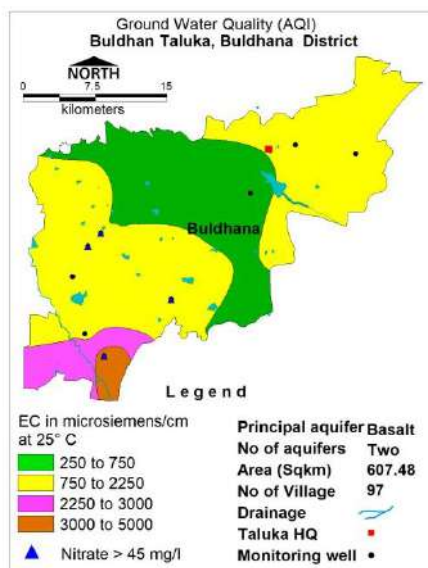 Ground Water Quality (AQI)
Buldhan Taluka, Buldhana District
NORTH
0 7.5 15
kilometers
Buldhana
Legend
EC in microsiemens/cm
at 25° C
250 to 750
750 to 2250
2250 to 3000
3000 to 5000
Nitrate > 45 mg/l
Principal aquifer Basalt
No of aquifers Two
Area (Sqkm) 607.48
No of Village 97
Drainage
Taluka HQ
Monitoring well